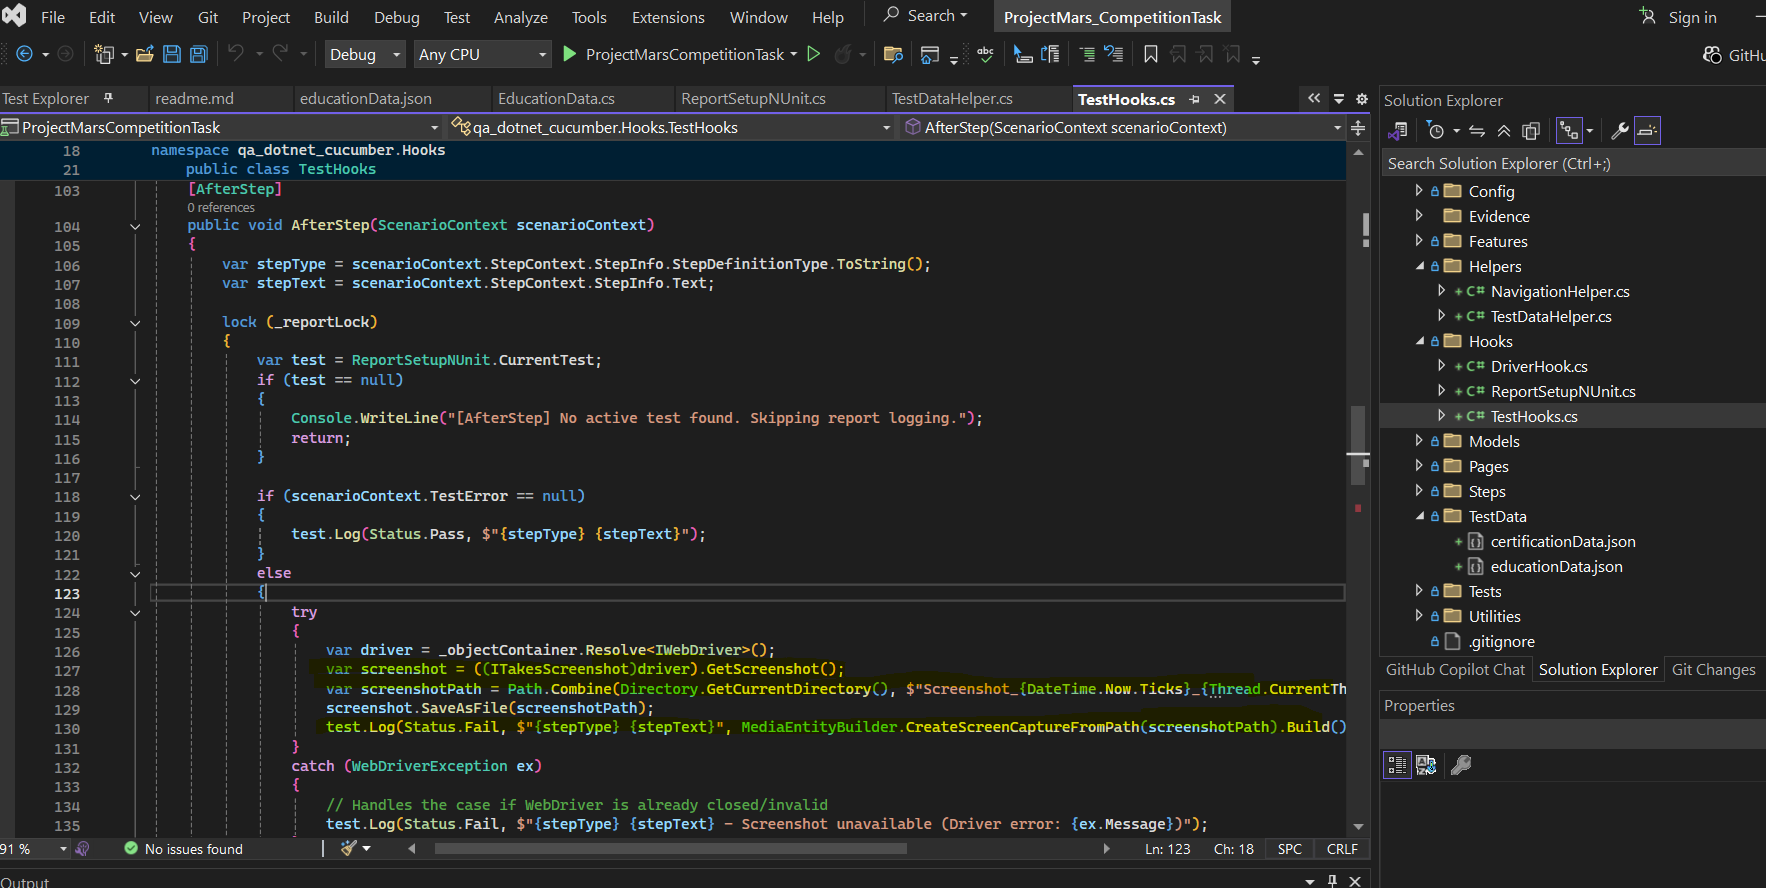 File Edit View Git Project Build Debug Test Analyze Tools Extensions Window Help Search ProjectMars_CompetitionTask Sign in
Debug Any CPU ProjectMarsCompetitionTask abc GitHu
Test Explorer readme.md educationData.json EducationData.cs ReportSetupNUnit.cs TestDataHelper.cs TestHooks.cs
ProjectMarsCompetitionTask qa_dotnet_cucumber.Hooks.TestHooks AfterStep(ScenarioContext scenarioContext)
18 namespace qa_dotnet_cucumber.Hooks
21 public class TestHooks
103 [AfterStep]
0 references
104 public void AfterStep(ScenarioContext scenarioContext)
105 {
106 var stepType = scenarioContext.StepContext.StepInfo.StepDefinitionType.ToString();
107 var stepText = scenarioContext.StepContext.StepInfo.Text;
108
109 lock (_reportLock)
110 {
111 var test = ReportSetupNUnit.CurrentTest;
112 if (test == null)
113 {
114 Console.WriteLine("[AfterStep] No active test found. Skipping report logging.");
115 return;
116 }
117
118 if (scenarioContext.TestError == null)
119 {
120 test.Log(Status.Pass, $"{stepType} {stepText}");
121 }
122 else
123 {
124 try
125 {
126 var driver = _objectContainer.Resolve<IWebDriver>();
127 var screenshot = ((ITakesScreenshot)driver).GetScreenshot();
128 var screenshotPath = Path.Combine(Directory.GetCurrentDirectory(), $"Screenshot_{DateTime.Now.Ticks}_{Thread.CurrentTh
129 screenshot.SaveAsFile(screenshotPath);
130 test.Log(Status.Fail, $"{stepType} {stepText}", MediaEntityBuilder.CreateScreenCaptureFromPath(screenshotPath).Build()
131 }
132 catch (WebDriverException ex)
133 {
134 // Handles the case if WebDriver is already closed/invalid
135 test.Log(Status.Fail, $"{stepType} {stepText} - Screenshot unavailable (Driver error: {ex.Message})");
91 % No issues found Ln: 123 Ch: 18 SPC CRLF
Output
Solution Explorer
Search Solution Explorer (Ctrl+;)
Config
Evidence
Features
Helpers
C# NavigationHelper.cs
C# TestDataHelper.cs
Hooks
C# DriverHook.cs
C# ReportSetupNUnit.cs
C# TestHooks.cs
Models
Pages
Steps
TestData
certificationData.json
educationData.json
Tests
Utilities
.gitignore
GitHub Copilot Chat Solution Explorer Git Changes
Properties